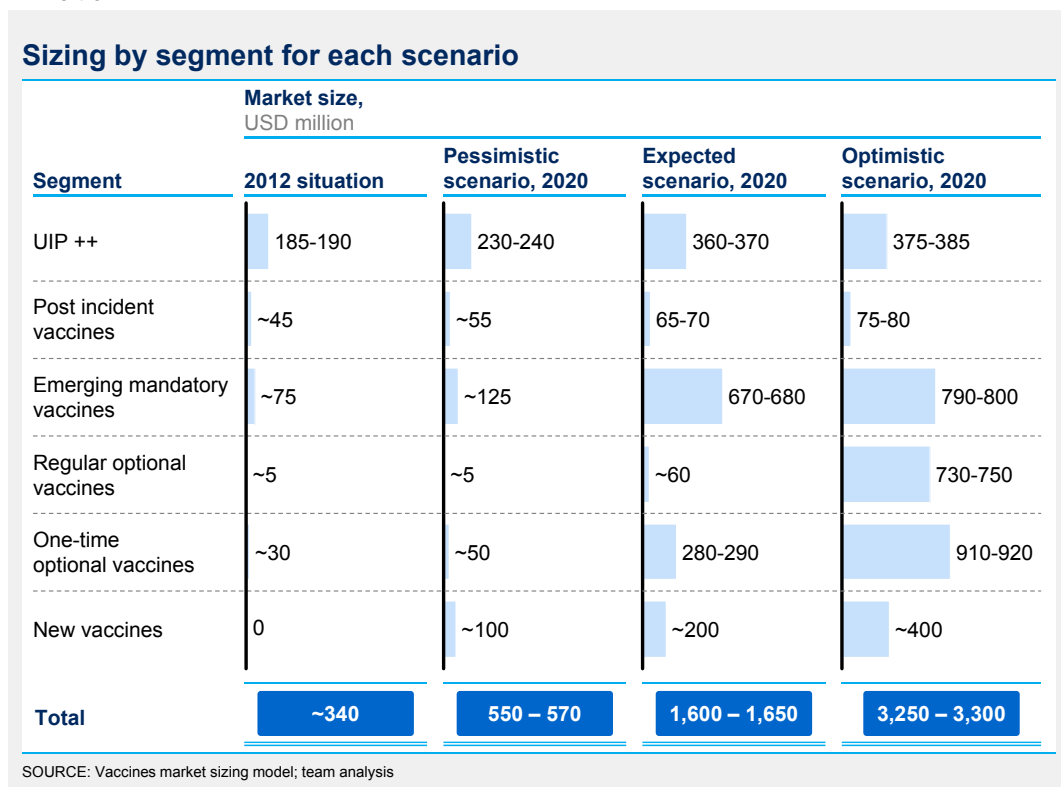 Sizing by segment for each scenario
Market size,
USD million
Segment
2012 situation
Pessimistic
scenario, 2020
Expected
scenario, 2020
Optimistic
scenario, 2020
UIP ++
185-190
230-240
360-370
375-385
Post incident
vaccines
~45
~55
65-70
75-80
Emerging mandatory
vaccines
~75
~125
670-680
790-800
Regular optional
vaccines
~5
~5
~60
730-750
One-time
optional vaccines
~30
~50
280-290
910-920
New vaccines
0
~100
~200
~400
Total
~340
550 – 570
1,600 – 1,650
3,250 – 3,300
SOURCE: Vaccines market sizing model; team analysis